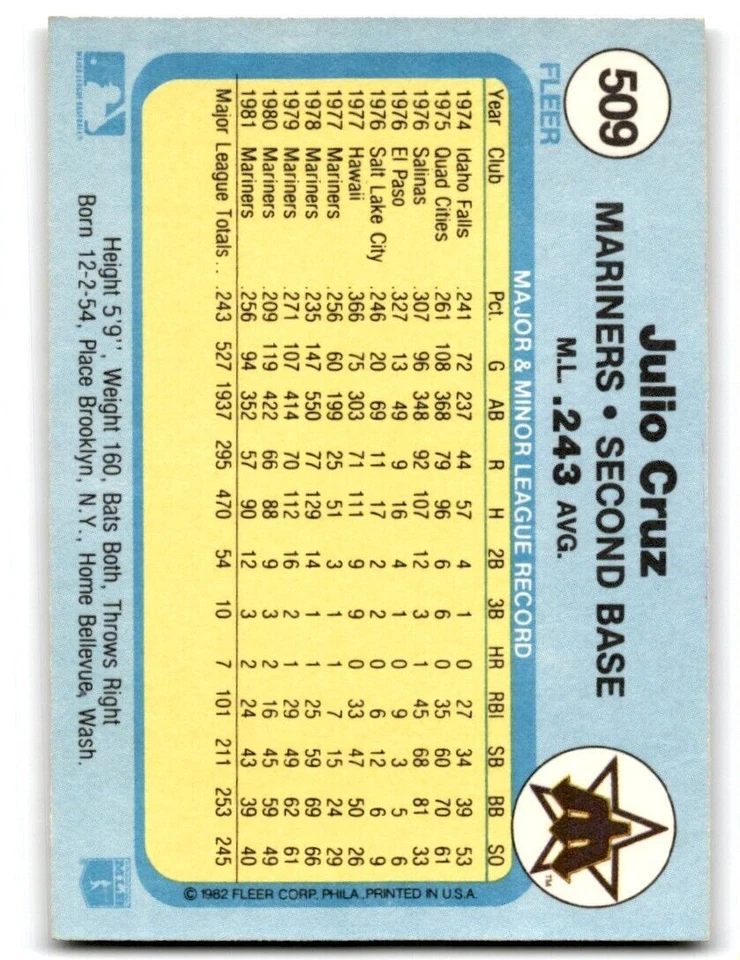 509
FLEER
Julio Cruz
MARINERS • SECOND BASE
M.L. .243 AVG.
TM
MAJOR & MINOR LEAGUE RECORD
Year Club Pct. G AB R H 2B 3B HR RBI SB BB SO
1974 Idaho Falls .241 72 237 44 57 4 1 0 27 34 39 53
1975 Quad Cities .261 108 368 79 96 6 6 0 35 60 70 61
1976 Salinas .307 96 348 92 107 12 3 1 45 68 81 33
1976 El Paso .327 13 49 9 16 4 1 0 9 3 5 6
1976 Salt Lake City .246 20 69 11 17 2 2 0 6 12 6 9
1977 Hawaii .366 75 303 71 111 9 9 0 33 47 50 26
1977 Mariners .256 60 199 25 51 3 1 1 7 15 24 29
1978 Mariners .235 147 550 77 129 14 1 1 25 59 69 66
1979 Mariners .271 107 414 70 112 16 2 1 29 49 62 61
1980 Mariners .209 119 422 66 88 9 3 2 16 45 59 49
1981 Mariners .256 94 352 57 90 12 3 2 24 43 39 40
Major League Totals . . .243 527 1937 295 470 54 10 7 101 211 253 245
© 1982 FLEER CORP. PHILA., PRINTED IN U.S.A.
Height 5'9'', Weight 160, Bats Both, Throws Right
Born 12-2-54, Place Brooklyn, N.Y., Home Bellevue, Wash.
MAJOR LEAGUE BASEBALL